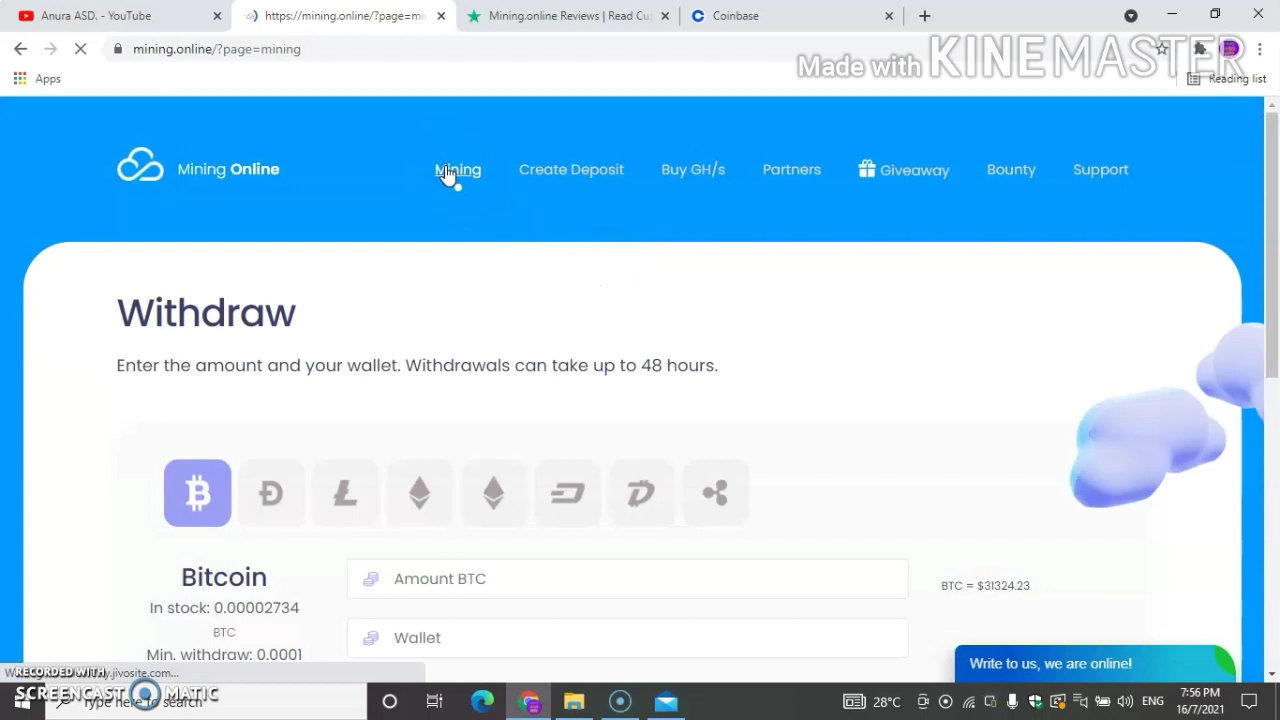 Anura ASD. - YouTube
https://mining.online/?page=m
Mining.online Reviews | Read Cu
Coinbase
mining.online/?page=mining
Made with KINEMASTER
Apps
Reading list
Mining Online
Mining
Create Deposit
Buy GH/s
Partners
Giveaway
Bounty
Support
Withdraw
Enter the amount and your wallet. Withdrawals can take up to 48 hours.
Bitcoin
In stock: 0.00002734
BTC
Min. withdraw: 0.0001
Amount BTC
BTC = $31324.23
Wallet
Write to us, we are online!
RECORDED WITH
SCREENCAST MATIC
.jivosite.com...
Type here to search
28°C
ENG
7:56 PM
16/7/2021